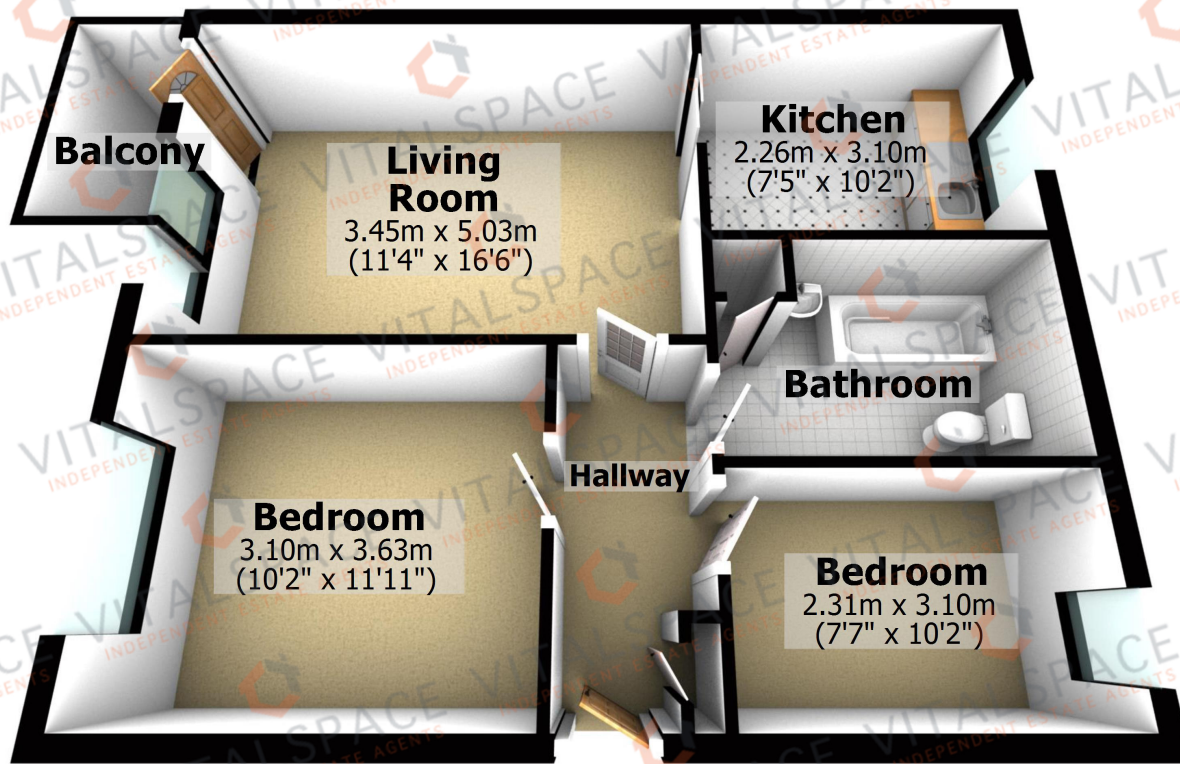 Balcony
Living
Room
3.45m x 5.03m
(11'4" x 16'6")
Kitchen
2.26m x 3.10m
(7'5" x 10'2")
Bathroom
Hallway
Bedroom
3.10m x 3.63m
(10'2" x 11'11")
Bedroom
2.31m x 3.10m
(7'7" x 10'2")
VITALSPACE
INDEPENDENT ESTATE AGENTS